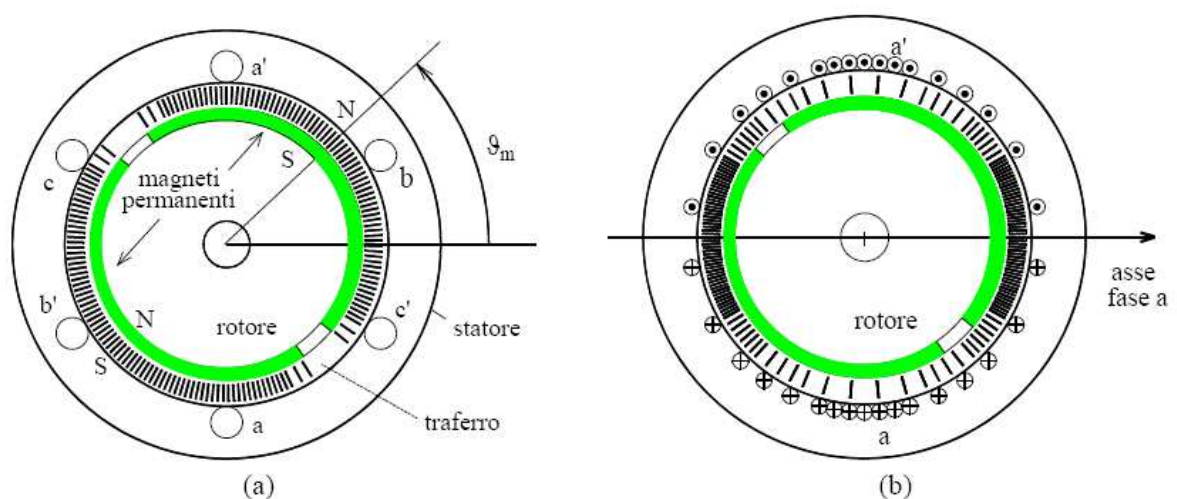 a'
N
ϑm
S
c
b
magneti
permanenti
b'
N
rotore
c'
statore
S
a
traferro
(a)
a'
asse
fase a
rotore
a
(b)